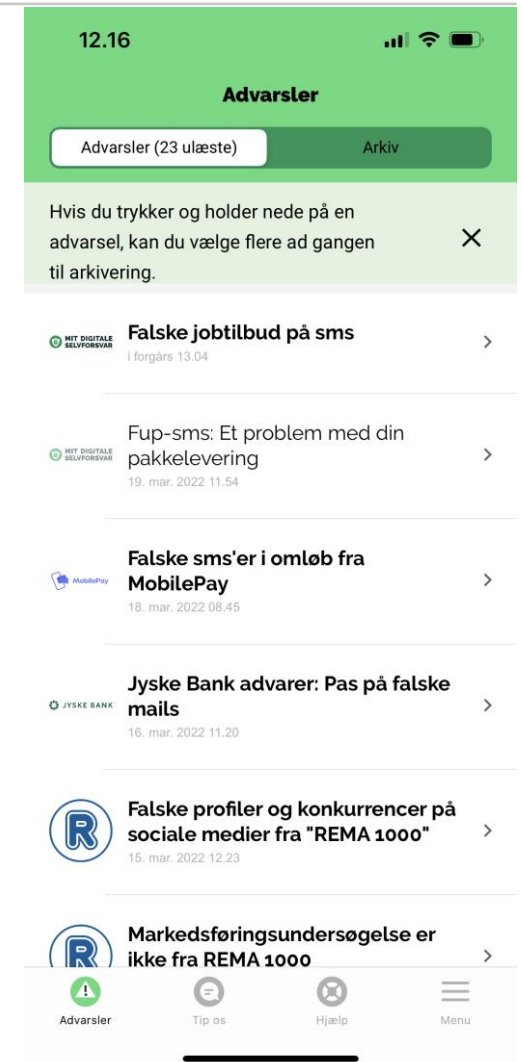 12.16
Advarsler
Advarsler (23 ulæste)
Arkiv
Hvis du trykker og holder nede på en
advarsel, kan du vælge flere ad gangen
til arkivering.
MIT DIGITALE
SELVFORSVAR
Falske jobtilbud på sms
i forgårs 13.04
MIT DIGITALE
SELVFORSVAR
Fup-sms: Et problem med din
pakkelevering
19. mar. 2022 11.54
MobilePay
Falske sms'er i omløb fra
MobilePay
18. mar. 2022 08.45
JYSKE BANK
Jyske Bank advarer: Pas på falske
mails
16. mar. 2022 11.20
R
Falske profiler og konkurrencer på
sociale medier fra "REMA 1000"
15. mar. 2022 12.23
R
Markedsføringsundersøgelse er
ikke fra REMA 1000
Advarsler
Tip os
Hjælp
Menu